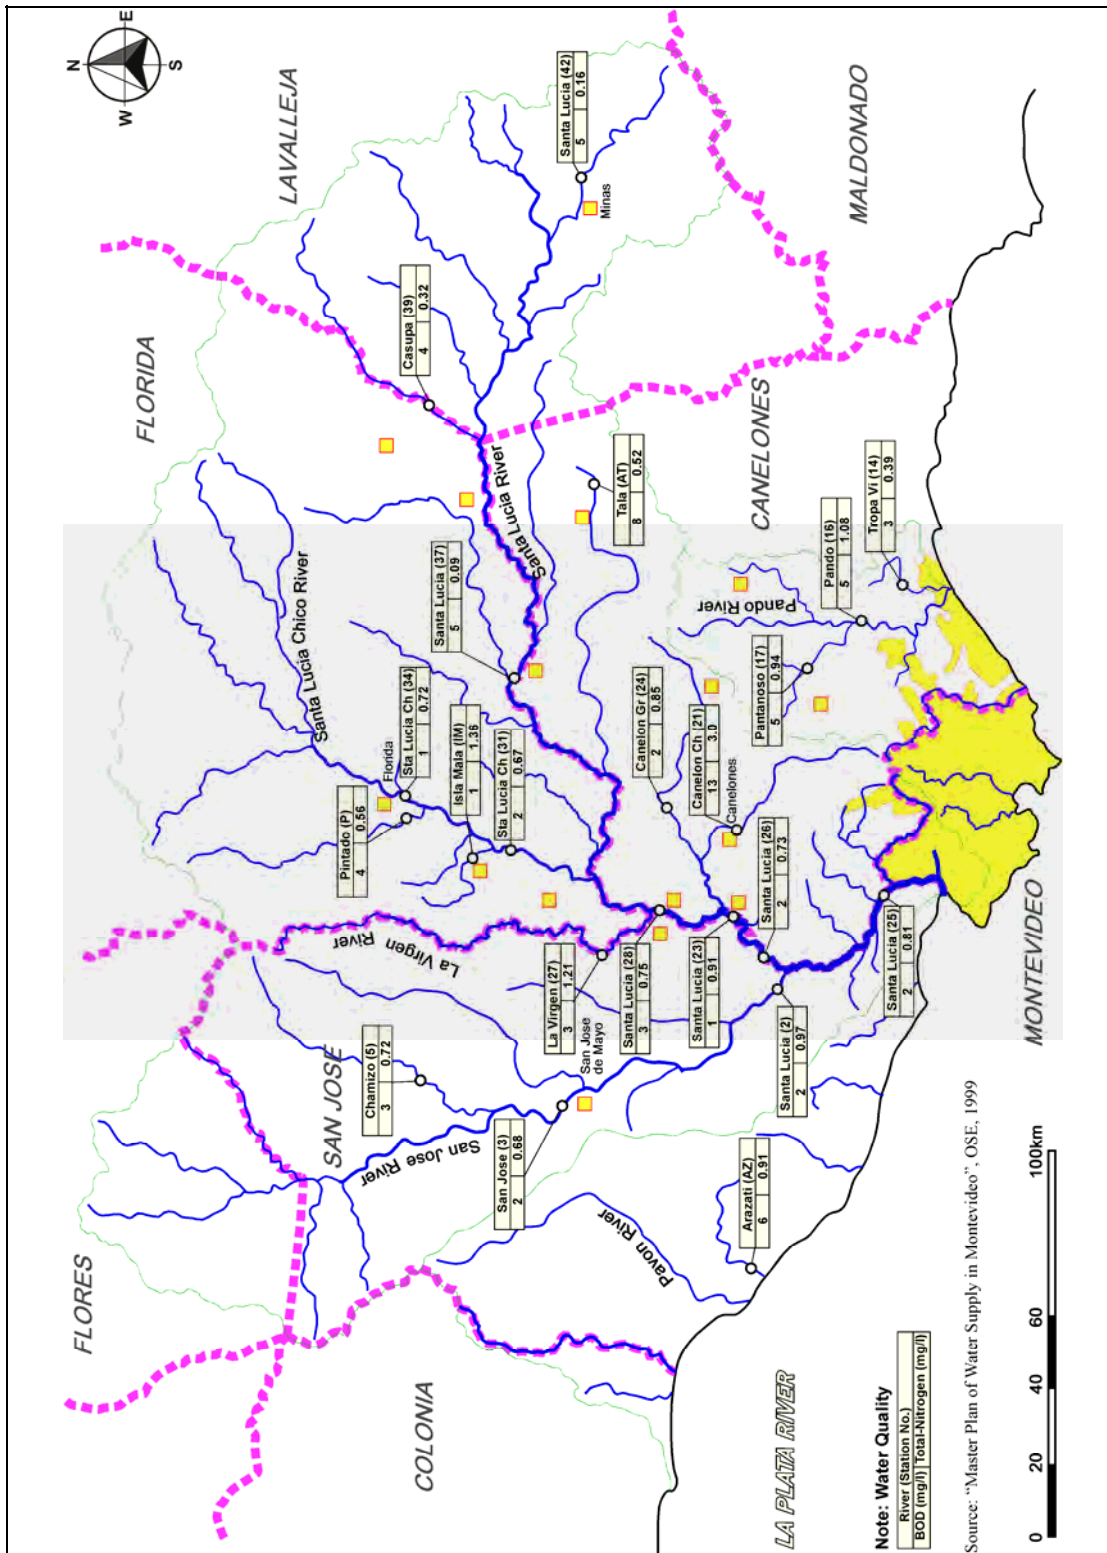 N
E
S
W
FLORES
FLORIDA
LAVALLEJA
SAN JOSE
COLONIA
CANELONES
MALDONADO
MONTEVIDEO
LA PLATA RIVER
Santa Lucia Chico River
La Virgen River
San Jose River
Pavon River
Santa Lucia River
Pando River
Florida
Minas
Canelones
San Jose
de Mayo
Chamizo (5)
3 0.72
San Jose (3)
2 0.68
Arazati (AZ)
6 0.91
Pintado (P)
4 0.56
Sta Lucia Ch (34)
1 0.72
Isla Mala (IM)
1 1.35
Sta Lucia Ch (31)
2 0.67
Santa Lucia (37)
5 0.09
Casupa (39)
4 0.32
Santa Lucia (42)
5 0.16
Tala (AT)
8 0.52
La Virgen (27)
3 1.21
Santa Lucia (28)
3 0.75
Santa Lucia (23)
1 0.91
Santa Lucia (2)
2 0.97
Santa Lucia (26)
2 0.73
Santa Lucia (25)
2 0.81
Canelon Gr (24)
2 0.85
Canelon Ch (21)
13 3.0
Pantanoso (17)
5 0.94
Pando (16)
5 1.08
Tropa Vi (14)
3 0.39
Note: Water Quality
River (Station No.)
BOD (mg/l) Total-Nitrogen (mg/l)
Source: “Master Plan of Water Supply in Montevideo”, OSE, 1999
0 20 40 60 100km